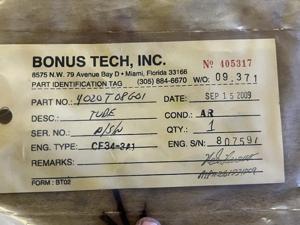 BONUS TECH, INC. Nº 405317
8575 N.W. 79 Avenue Bay D • Miami, Florida 33166
PART IDENTIFICATION TAG (305) 884-6670 W/O: 09.371
PART NO.: 4020T08G01 DATE: SEP 15 2009
DESC.: TUBE COND.: AR
SER. NO.: QTY.: 1
ENG. TYPE: CF34-3A1 ENG. S/N: 807591
REMARKS:
FORM: BT02